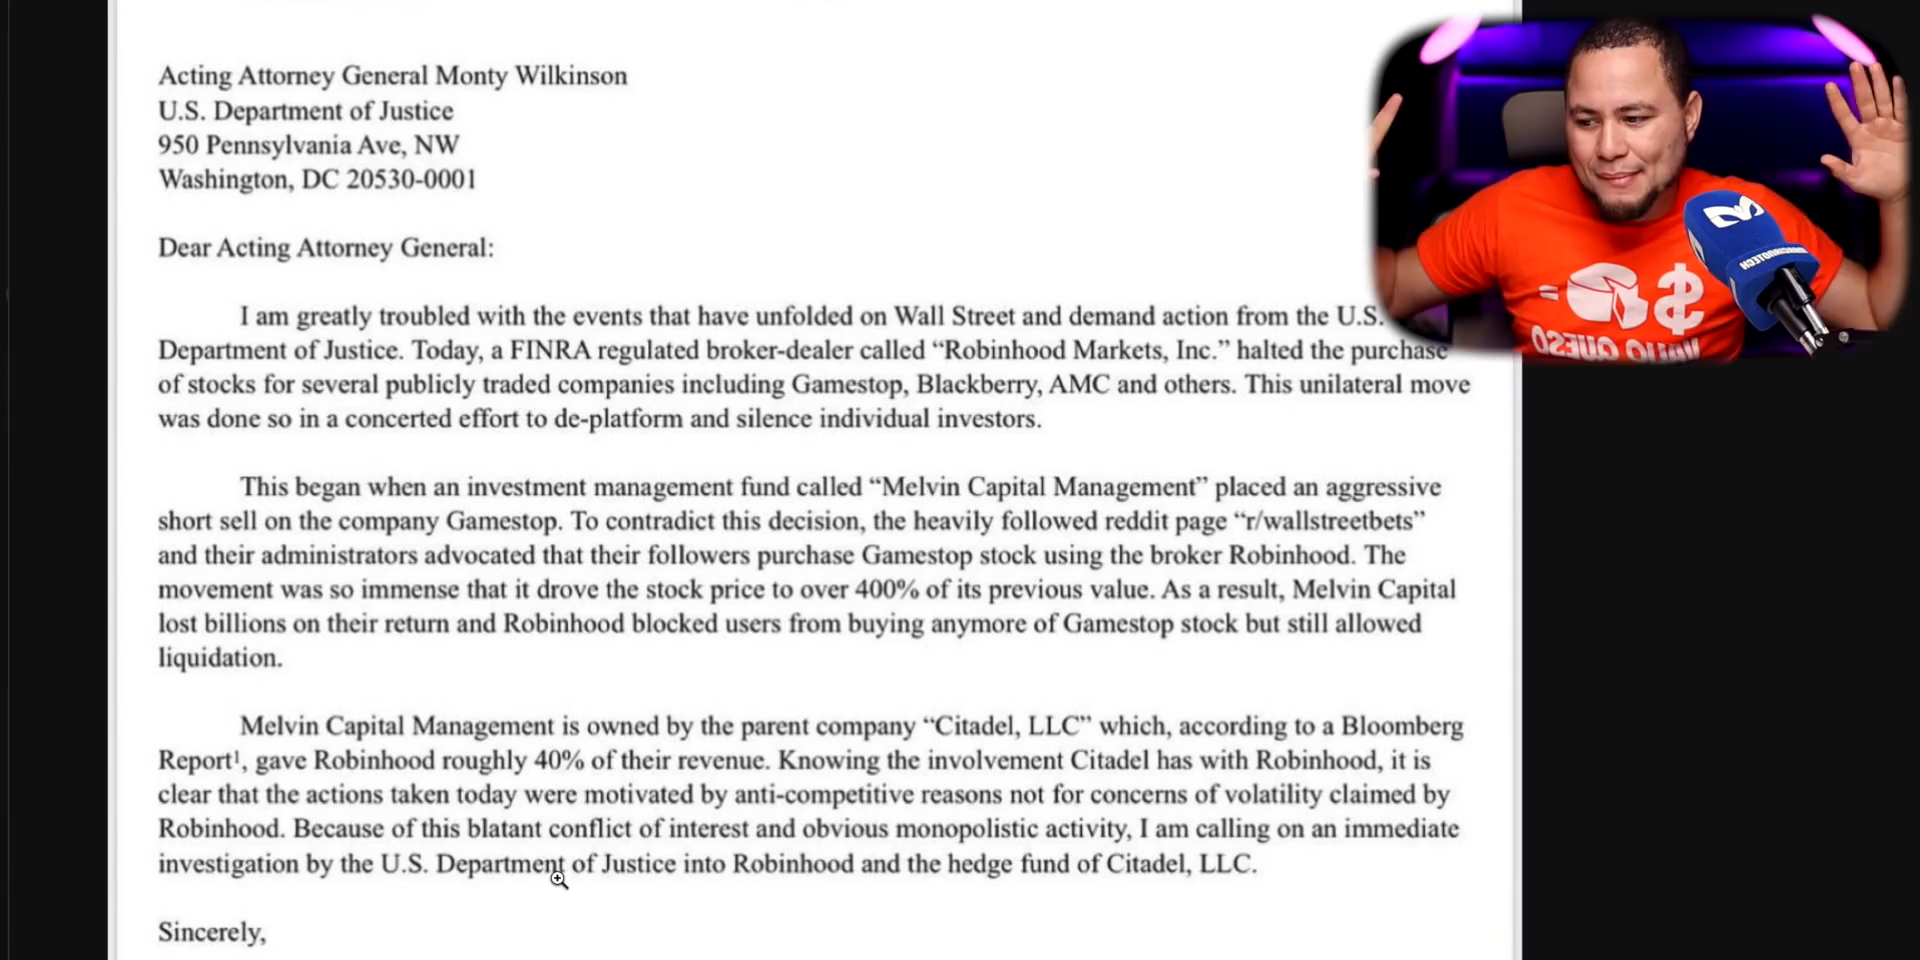 Acting Attorney General Monty Wilkinson
U.S. Department of Justice
950 Pennsylvania Ave, NW
Washington, DC 20530-0001
Dear Acting Attorney General:
I am greatly troubled with the events that have unfolded on Wall Street and demand action from the U.S.
Department of Justice. Today, a FINRA regulated broker-dealer called “Robinhood Markets, Inc.” halted the purchase
of stocks for several publicly traded companies including Gamestop, Blackberry, AMC and others. This unilateral move
was done so in a concerted effort to de-platform and silence individual investors.
This began when an investment management fund called “Melvin Capital Management” placed an aggressive
short sell on the company Gamestop. To contradict this decision, the heavily followed reddit page “r/wallstreetbets”
and their administrators advocated that their followers purchase Gamestop stock using the broker Robinhood. The
movement was so immense that it drove the stock price to over 400% of its previous value. As a result, Melvin Capital
lost billions on their return and Robinhood blocked users from buying anymore of Gamestop stock but still allowed
liquidation.
Melvin Capital Management is owned by the parent company “Citadel, LLC” which, according to a Bloomberg
Report¹, gave Robinhood roughly 40% of their revenue. Knowing the involvement Citadel has with Robinhood, it is
clear that the actions taken today were motivated by anti-competitive reasons not for concerns of volatility claimed by
Robinhood. Because of this blatant conflict of interest and obvious monopolistic activity, I am calling on an immediate
investigation by the U.S. Department of Justice into Robinhood and the hedge fund of Citadel, LLC.
Sincerely,